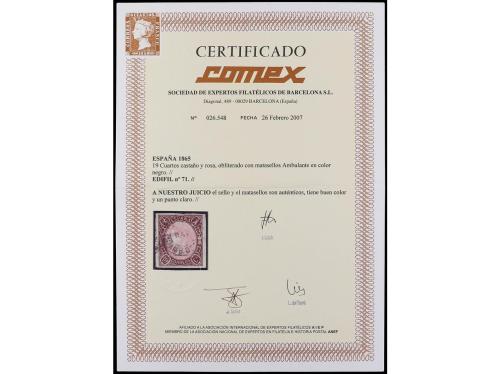 CERTIFICADO
comex
SOCIEDAD DE EXPERTOS FILATÉLICOS DE BARCELONA S.L.
Diagonal, 489 - 08029 BARCELONA (España)
Nº 026.548 FECHA 26 Febrero 2007
ESPAÑA 1865
19 Cuartos castaño y rosa, obliterado con matasellos Ambulante en color
negro. //
EDIFIL nº 71. //
A NUESTRO JUICIO el sello y el matasellos son auténticos, tiene buen color
y un punto claro. //
AFILIADO A LA ASOCIACIÓN INTERNACIONAL DE EXPERTOS FILATÉLICOS A I E P
MIEMBRO DE LA ASOCIACIÓN NACIONAL DE EXPERTOS EN FILATELIA E HISTORIA POSTAL ANEF